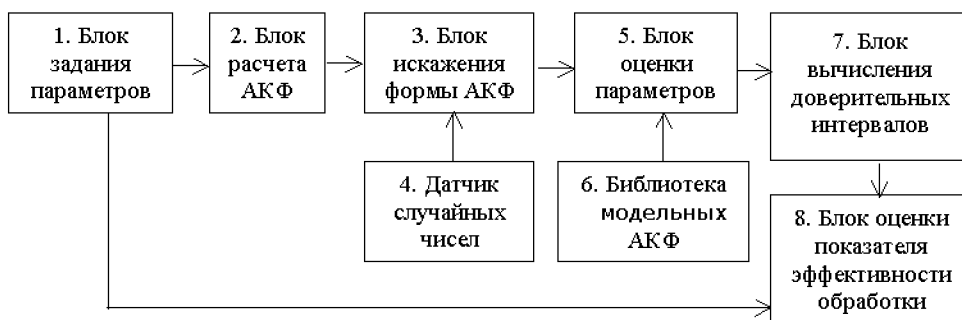 1. Блок
задания
параметров
2. Блок
расчета
АКФ
3. Блок
искажения
формы АКФ
5. Блок
оценки
параметров
7. Блок
вычисления
доверительных
интервалов
4. Датчик
случайных
чисел
6. Библиотека
модельных
АКФ
8. Блок оценки
показателя
эффективности
обработки